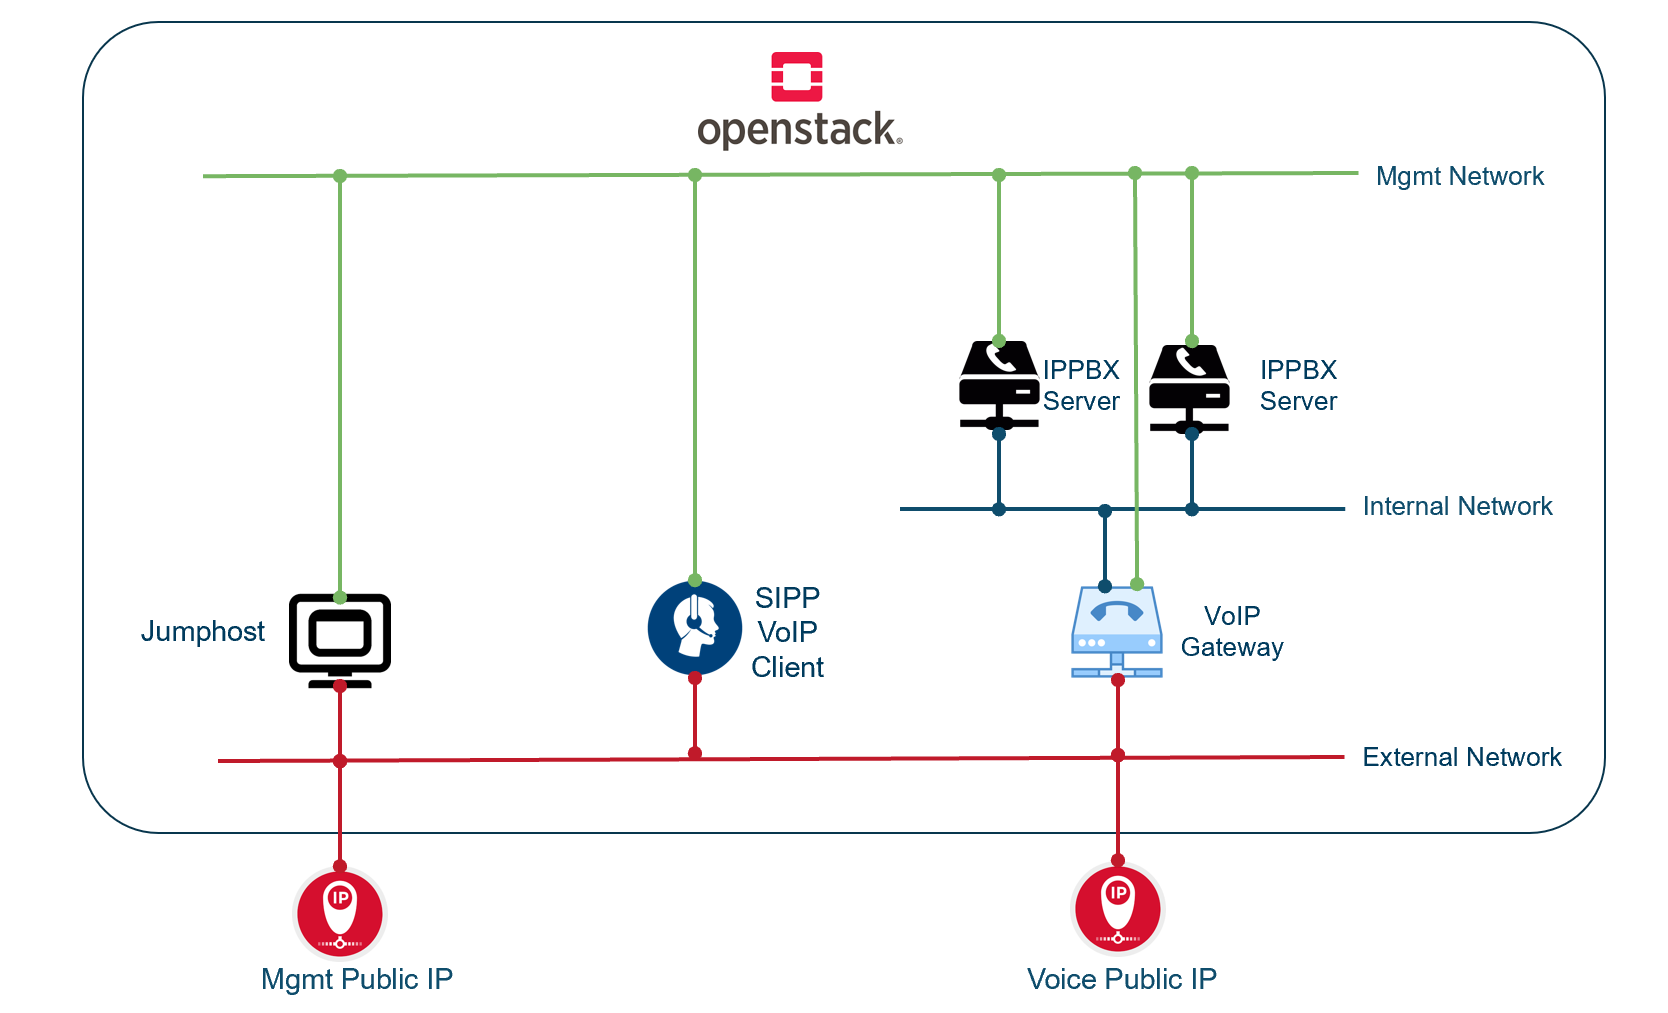 openstack®
Mgmt Network
IPPBX
Server
IPPBX
Server
Internal Network
Jumphost
SIPP
VoIP
Client
VoIP
Gateway
External Network
IP
IP
Mgmt Public IP
Voice Public IP